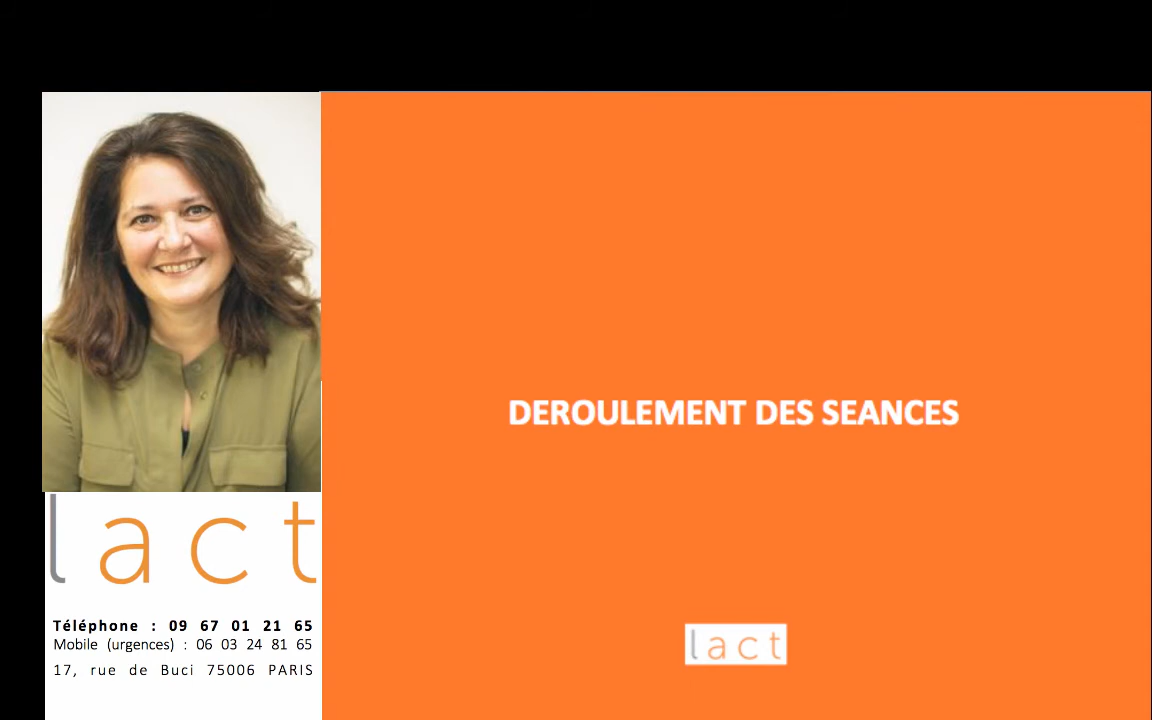 DEROULEMENT DES SEANCES
lact
Téléphone : 09 67 01 21 65
Mobile (urgences) : 06 03 24 81 65
17, rue de Buci 75006 PARIS
lact